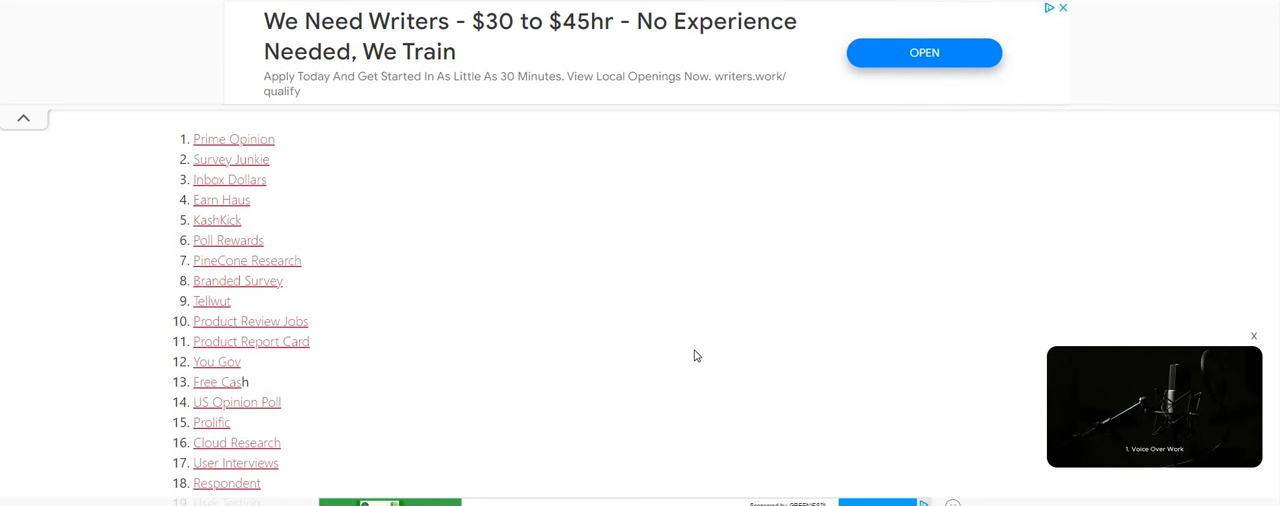 We Need Writers - $30 to $45hr - No Experience
Needed, We Train
Apply Today And Get Started In As Little As 30 Minutes. View Local Openings Now. writers.work/
qualify
OPEN
1. Prime Opinion
2. Survey Junkie
3. Inbox Dollars
4. Earn Haus
5. KashKick
6. Poll Rewards
7. PineCone Research
8. Branded Survey
9. Tellwut
10. Product Review Jobs
11. Product Report Card
12. You Gov
13. Free Cash
14. US Opinion Poll
15. Prolific
16. Cloud Research
17. User Interviews
18. Respondent
19. User Testing
X
1. Voice Over Work